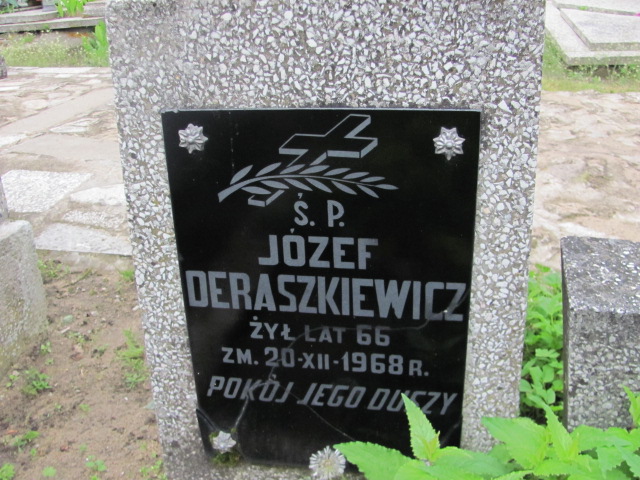 Ś. P.
JÓZEF
DERASZKIEWICZ
ŻYŁ LAT 66
ZM. 20-XII-1968 R.
POKÓJ JEGO DUSZY